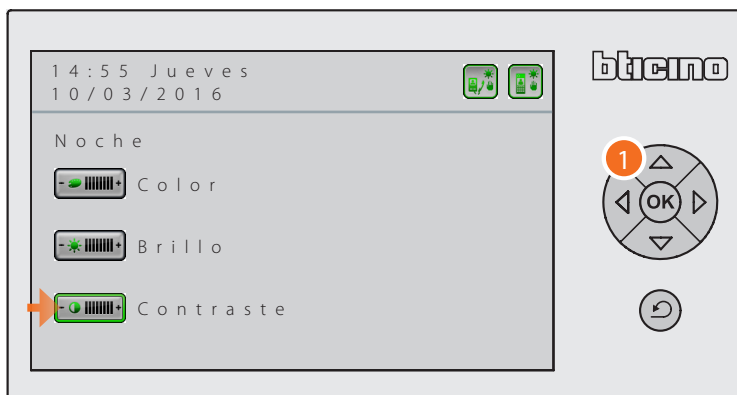 14:55 Jueves
10/03/2016
bticino
Noche
- + Color
- + Brillo
- + Contraste
1
OK